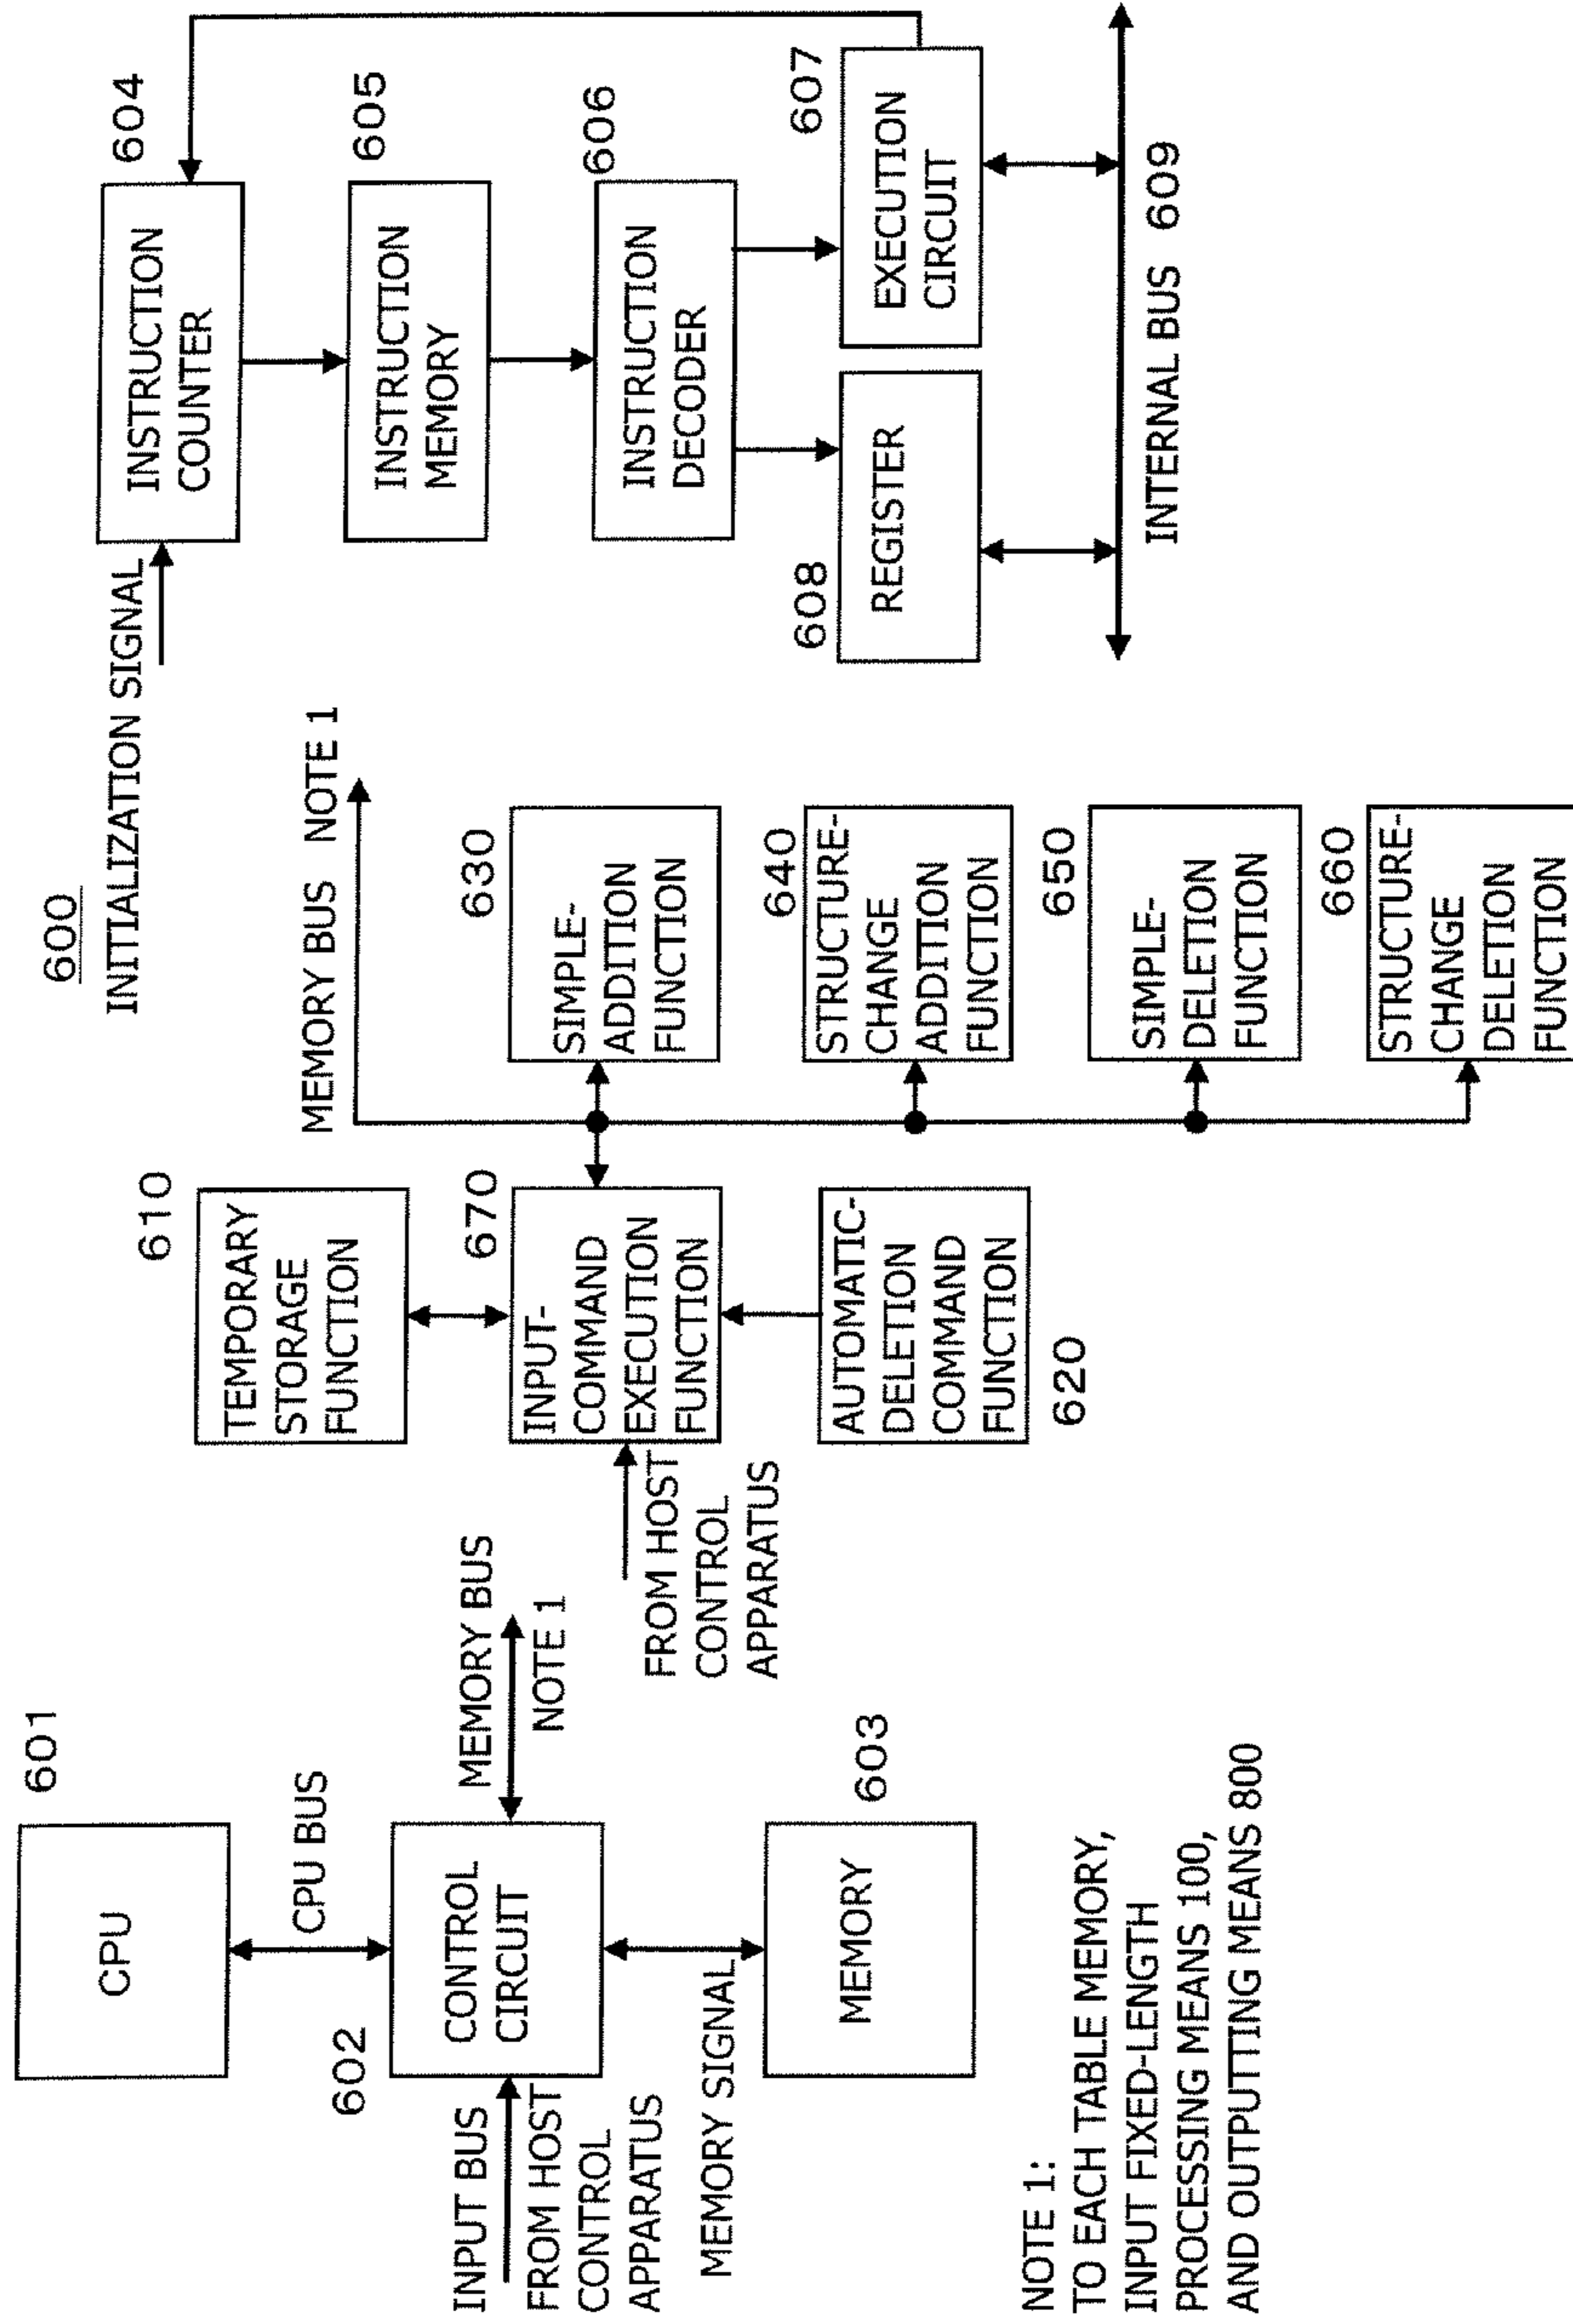 600
601
CPU
CPU BUS
602
CONTROL
CIRCUIT
INPUT BUS
FROM HOST
CONTROL
APPARATUS
MEMORY BUS
NOTE 1
MEMORY SIGNAL
603
MEMORY
NOTE 1:
TO EACH TABLE MEMORY,
INPUT FIXED-LENGTH
PROCESSING MEANS 100,
AND OUTPUTTING MEANS 800
610
TEMPORARY
STORAGE
FUNCTION
670
INPUT-
COMMAND
EXECUTION
FUNCTION
FROM HOST
CONTROL
APPARATUS
AUTOMATIC-
DELETION
COMMAND
FUNCTION
620
MEMORY BUS NOTE 1
630
SIMPLE-
ADDITION
FUNCTION
640
STRUCTURE-
CHANGE
ADDITION
FUNCTION
650
SIMPLE-
DELETION
FUNCTION
660
STRUCTURE-
CHANGE
DELETION
FUNCTION
INITIALIZATION SIGNAL
604
INSTRUCTION
COUNTER
605
INSTRUCTION
MEMORY
606
INSTRUCTION
DECODER
608
REGISTER
607
EXECUTION
CIRCUIT
INTERNAL BUS 609